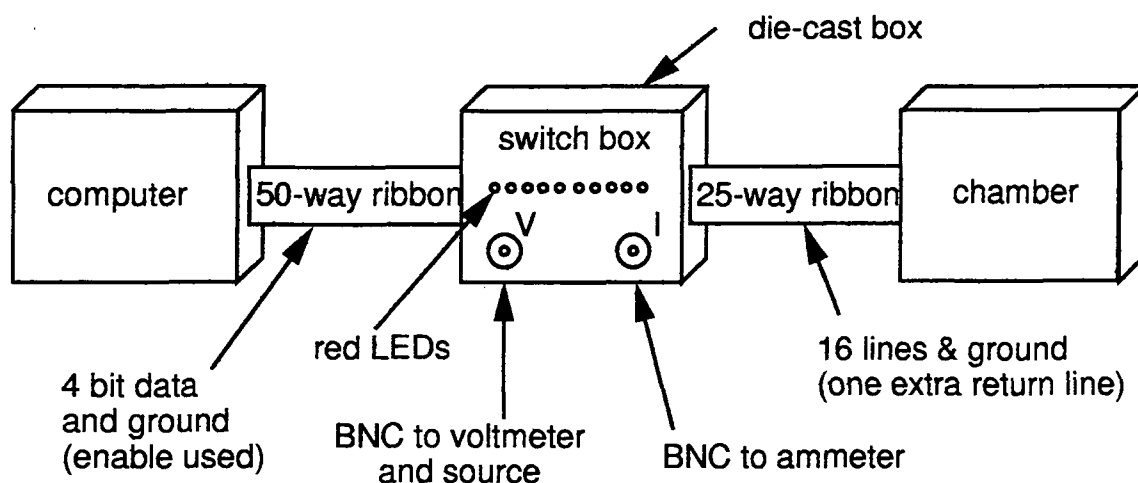 die-cast box
switch box
computer
50-way ribbon
25-way ribbon
chamber
V
I
red LEDs
4 bit data
and ground
(enable used)
BNC to voltmeter
and source
BNC to ammeter
16 lines & ground
(one extra return line)